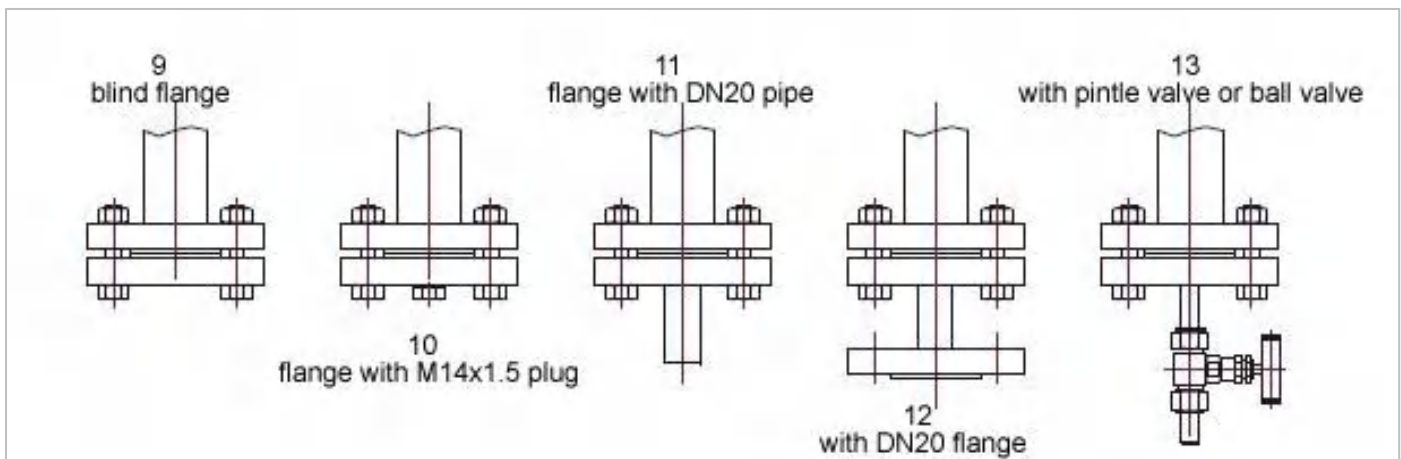 9
blind flange
10
flange with M14x1.5 plug
11
flange with DN20 pipe
12
with DN20 flange
13
with pintle valve or ball valve